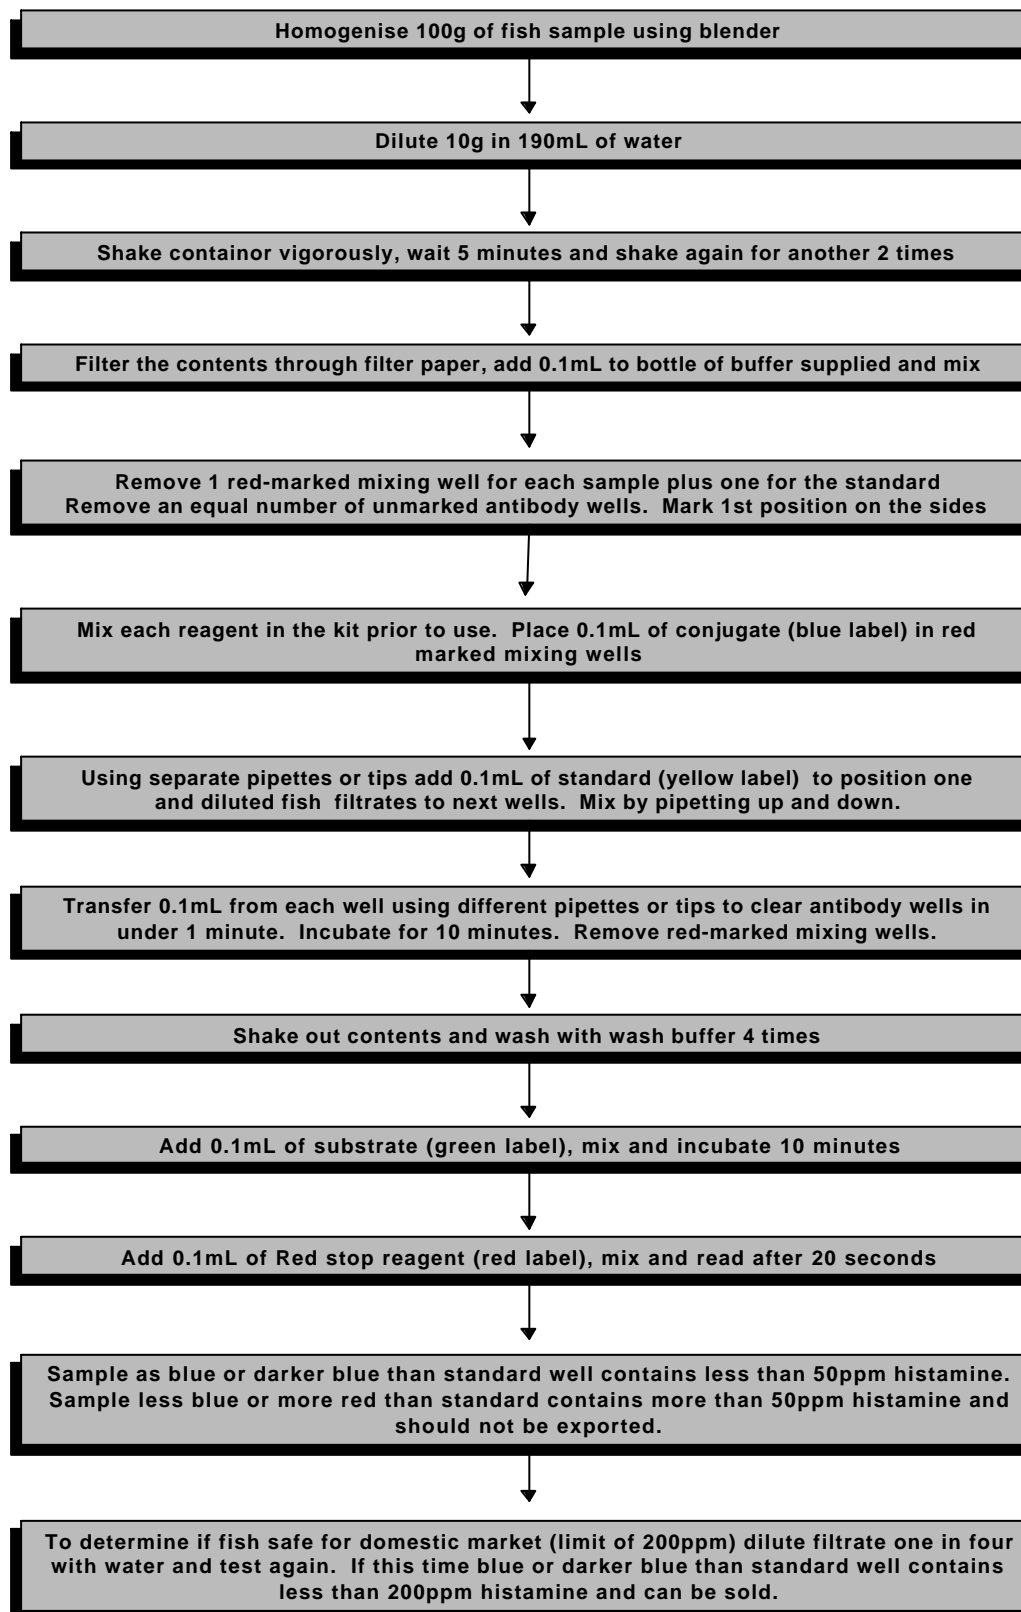 Homogenise 100g of fish sample using blender
Dilute 10g in 190mL of water
Shake containor vigorously, wait 5 minutes and shake again for another 2 times
Filter the contents through filter paper, add 0.1mL to bottle of buffer supplied and mix
Remove 1 red-marked mixing well for each sample plus one for the standard
Remove an equal number of unmarked antibody wells. Mark 1st position on the sides
Mix each reagent in the kit prior to use. Place 0.1mL of conjugate (blue label) in red
marked mixing wells
Using separate pipettes or tips add 0.1mL of standard (yellow label) to position one
and diluted fish filtrates to next wells. Mix by pipetting up and down.
Transfer 0.1mL from each well using different pipettes or tips to clear antibody wells in
under 1 minute. Incubate for 10 minutes. Remove red-marked mixing wells.
Shake out contents and wash with wash buffer 4 times
Add 0.1mL of substrate (green label), mix and incubate 10 minutes
Add 0.1mL of Red stop reagent (red label), mix and read after 20 seconds
Sample as blue or darker blue than standard well contains less than 50ppm histamine.
Sample less blue or more red than standard contains more than 50ppm histamine and
should not be exported.
To determine if fish safe for domestic market (limit of 200ppm) dilute filtrate one in four
with water and test again. If this time blue or darker blue than standard well contains
less than 200ppm histamine and can be sold.